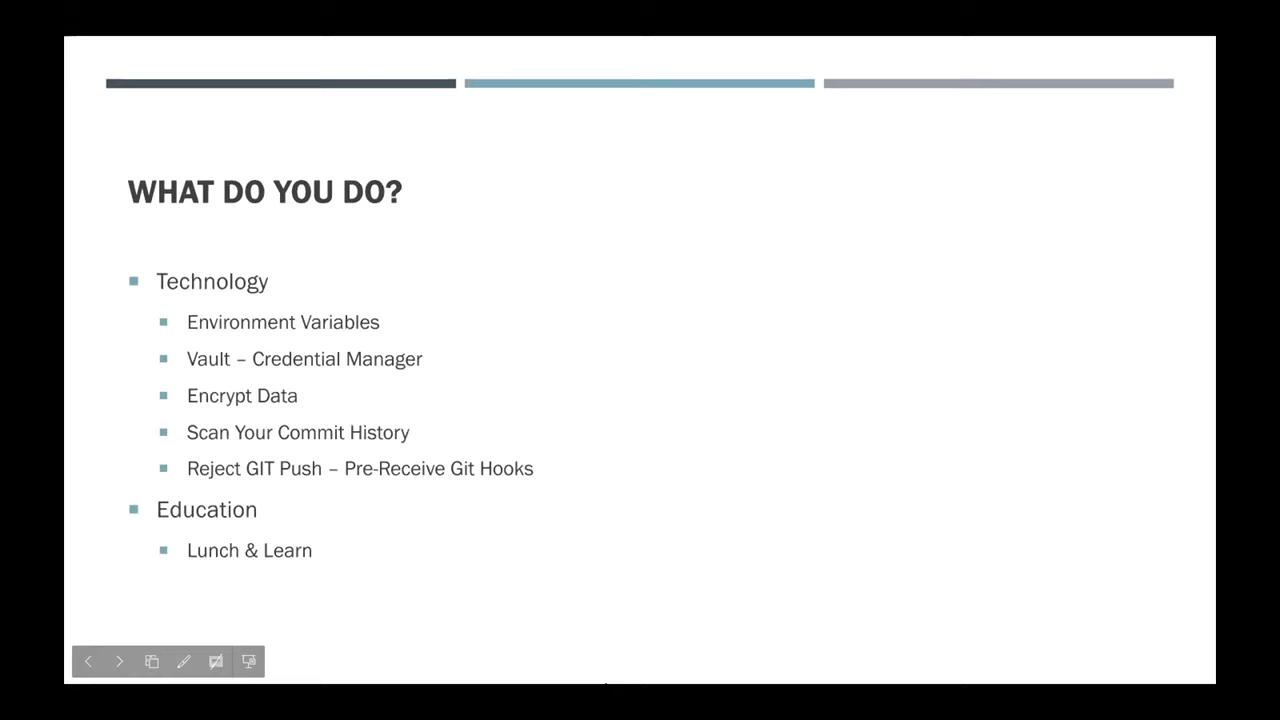 WHAT DO YOU DO?
Technology
Environment Variables
Vault – Credential Manager
Encrypt Data
Scan Your Commit History
Reject GIT Push – Pre-Receive Git Hooks
Education
Lunch & Learn